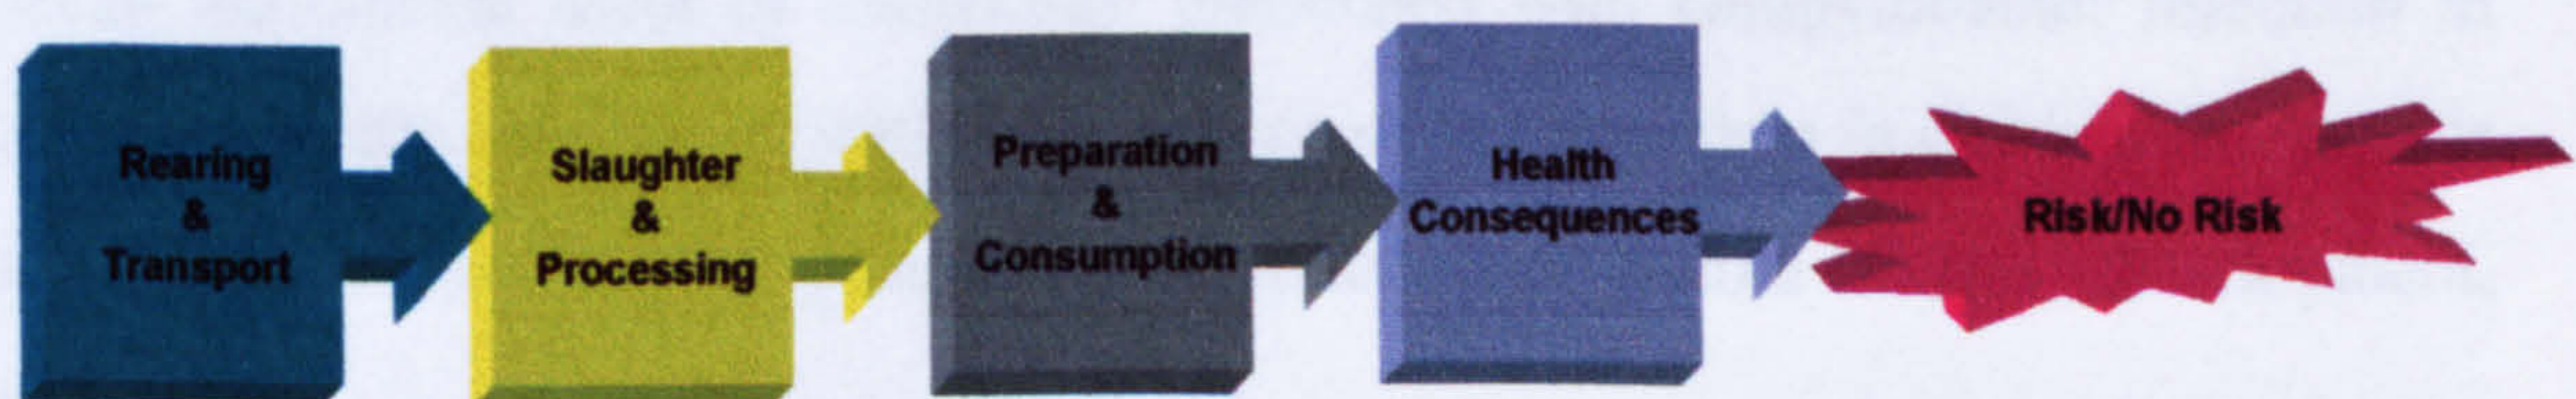 Rearing
&
Transport
Slaughter
&
Processing
Preparation
&
Consumption
Health
Consequences
Risk/No Risk